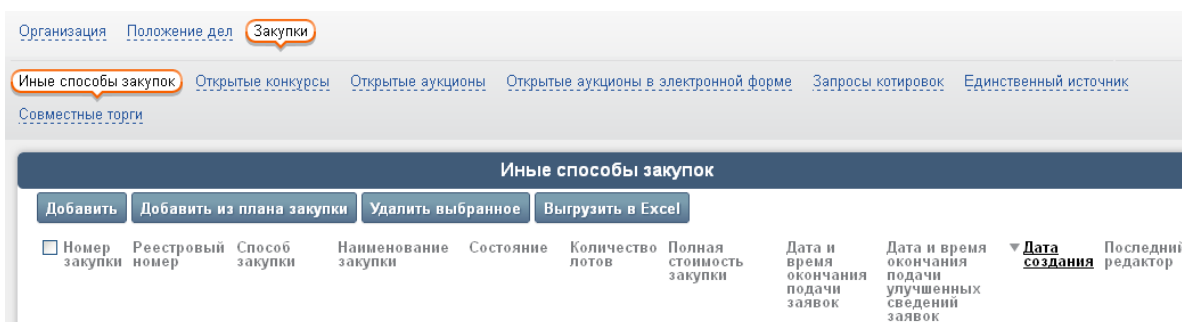 Организация Положение дел Закупки
Иные способы закупок Открытые конкурсы Открытые аукционы Открытые аукционы в электронной форме Запросы котировок Единственный источник
Совместные торги
Иные способы закупок
Добавить Добавить из плана закупки Удалить выбранное Выгрузить в Excel
Номер закупки Реестровый номер Способ закупки Наименование закупки Состояние Количество лотов Полная стоимость закупки Дата и время окончания подачи заявок Дата и время окончания подачи улучшенных сведений заявок Дата создания Последний редактор